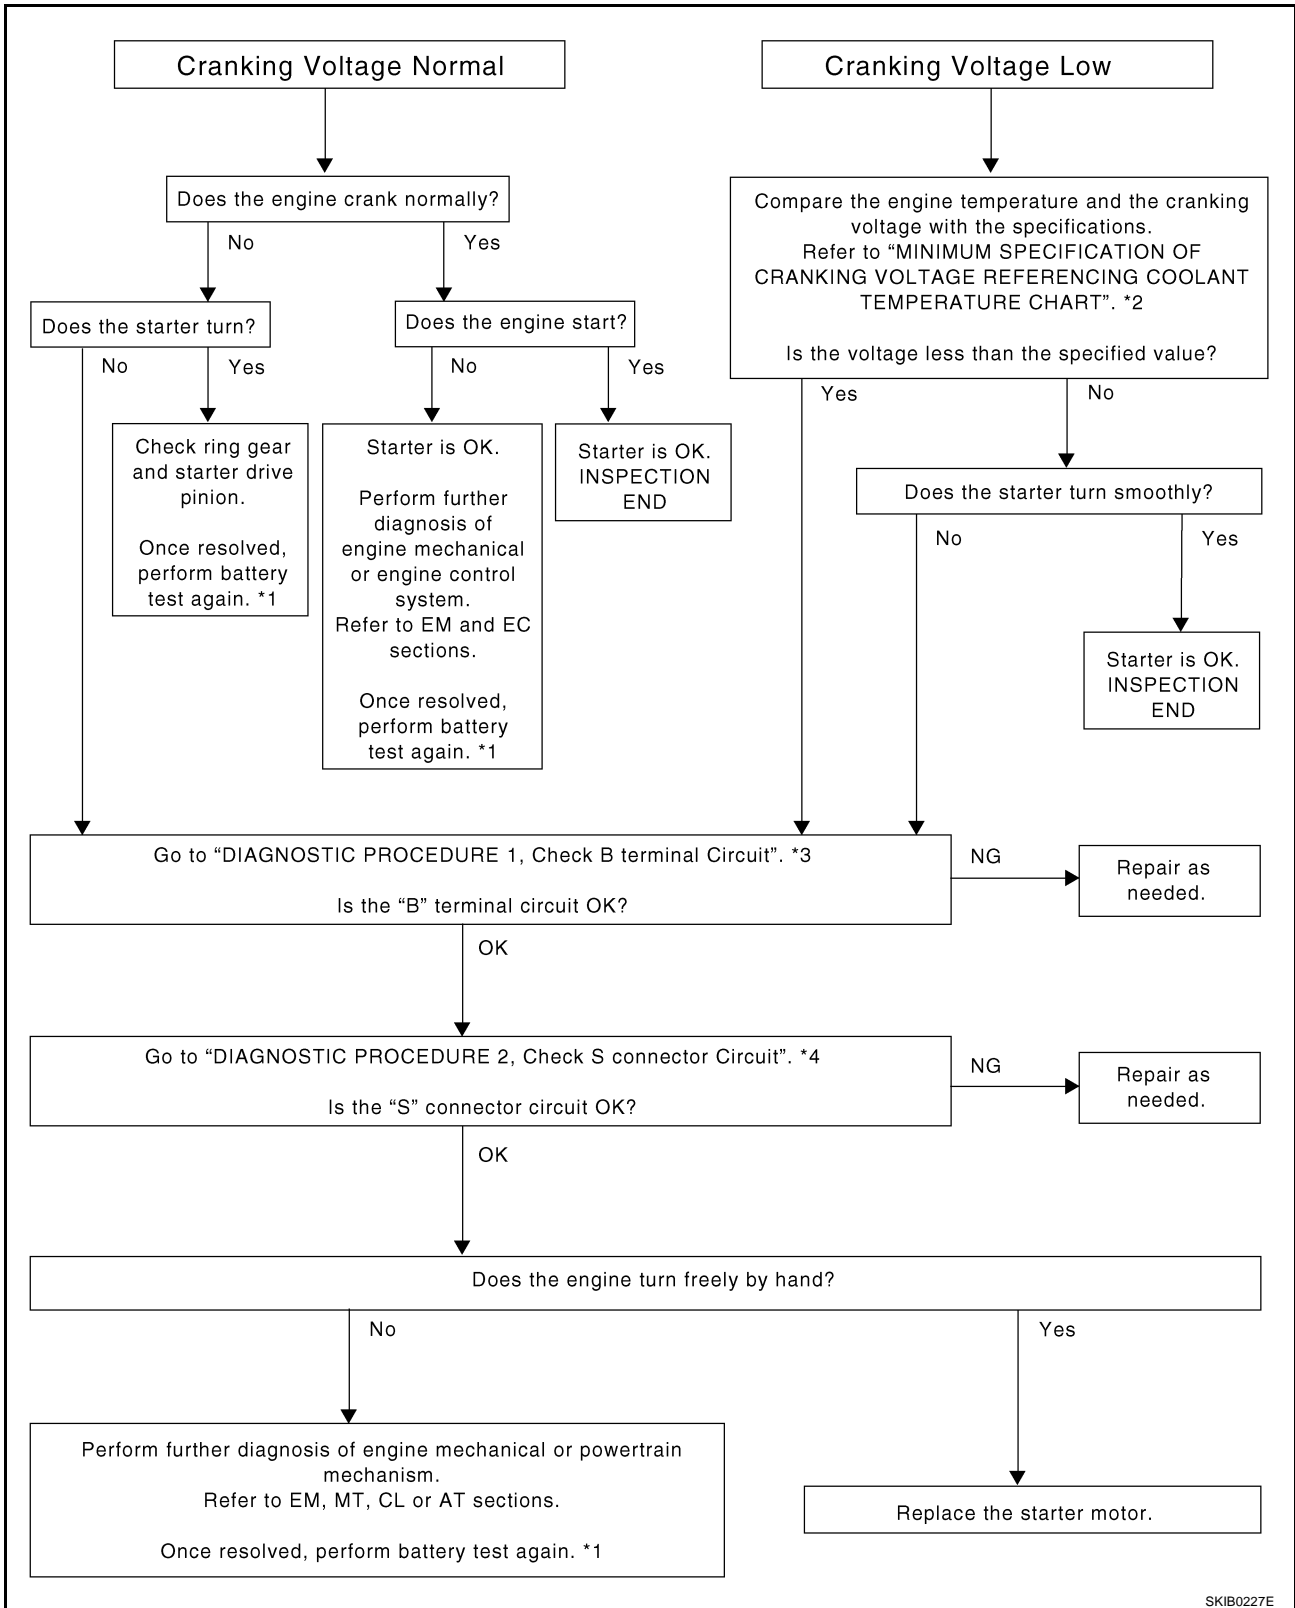 Cranking Voltage Normal
Cranking Voltage Low
Does the engine crank normally?
No
Yes
Does the starter turn?
No
Yes
Does the engine start?
No
Yes
Check ring gear
and starter drive
pinion.
Once resolved,
perform battery
test again. *1
Starter is OK.
Perform further
diagnosis of
engine mechanical
or engine control
system.
Refer to EM and EC
sections.
Once resolved,
perform battery
test again. *1
Starter is OK.
INSPECTION
END
Compare the engine temperature and the cranking
voltage with the specifications.
Refer to “MINIMUM SPECIFICATION OF
CRANKING VOLTAGE REFERENCING COOLANT
TEMPERATURE CHART”. *2
Is the voltage less than the specified value?
Yes
No
Does the starter turn smoothly?
No
Yes
Starter is OK.
INSPECTION
END
Go to “DIAGNOSTIC PROCEDURE 1, Check B terminal Circuit”. *3
Is the “B” terminal circuit OK?
NG
Repair as
needed.
OK
Go to “DIAGNOSTIC PROCEDURE 2, Check S connector Circuit”. *4
Is the “S” connector circuit OK?
NG
Repair as
needed.
OK
Does the engine turn freely by hand?
No
Yes
Perform further diagnosis of engine mechanical or powertrain
mechanism.
Refer to EM, MT, CL or AT sections.
Once resolved, perform battery test again. *1
Replace the starter motor.
SKIB0227E